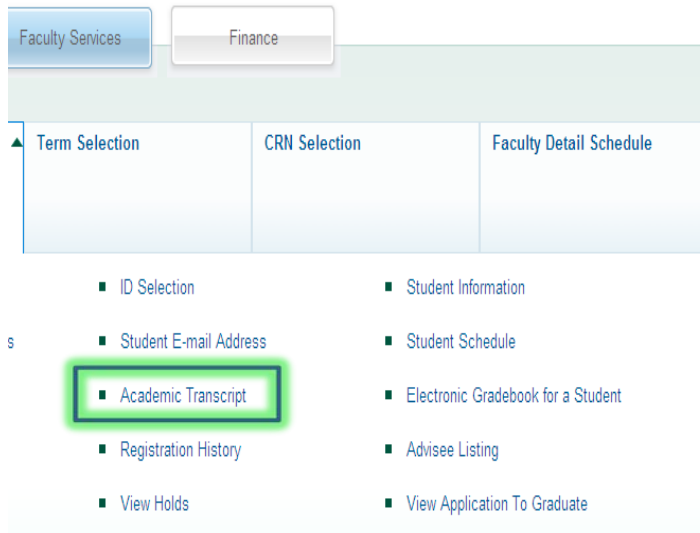 Faculty Services
Finance
Term Selection
CRN Selection
Faculty Detail Schedule
ID Selection
Student Information
s
Student E-mail Address
Student Schedule
Academic Transcript
Electronic Gradebook for a Student
Registration History
Advisee Listing
View Holds
View Application To Graduate